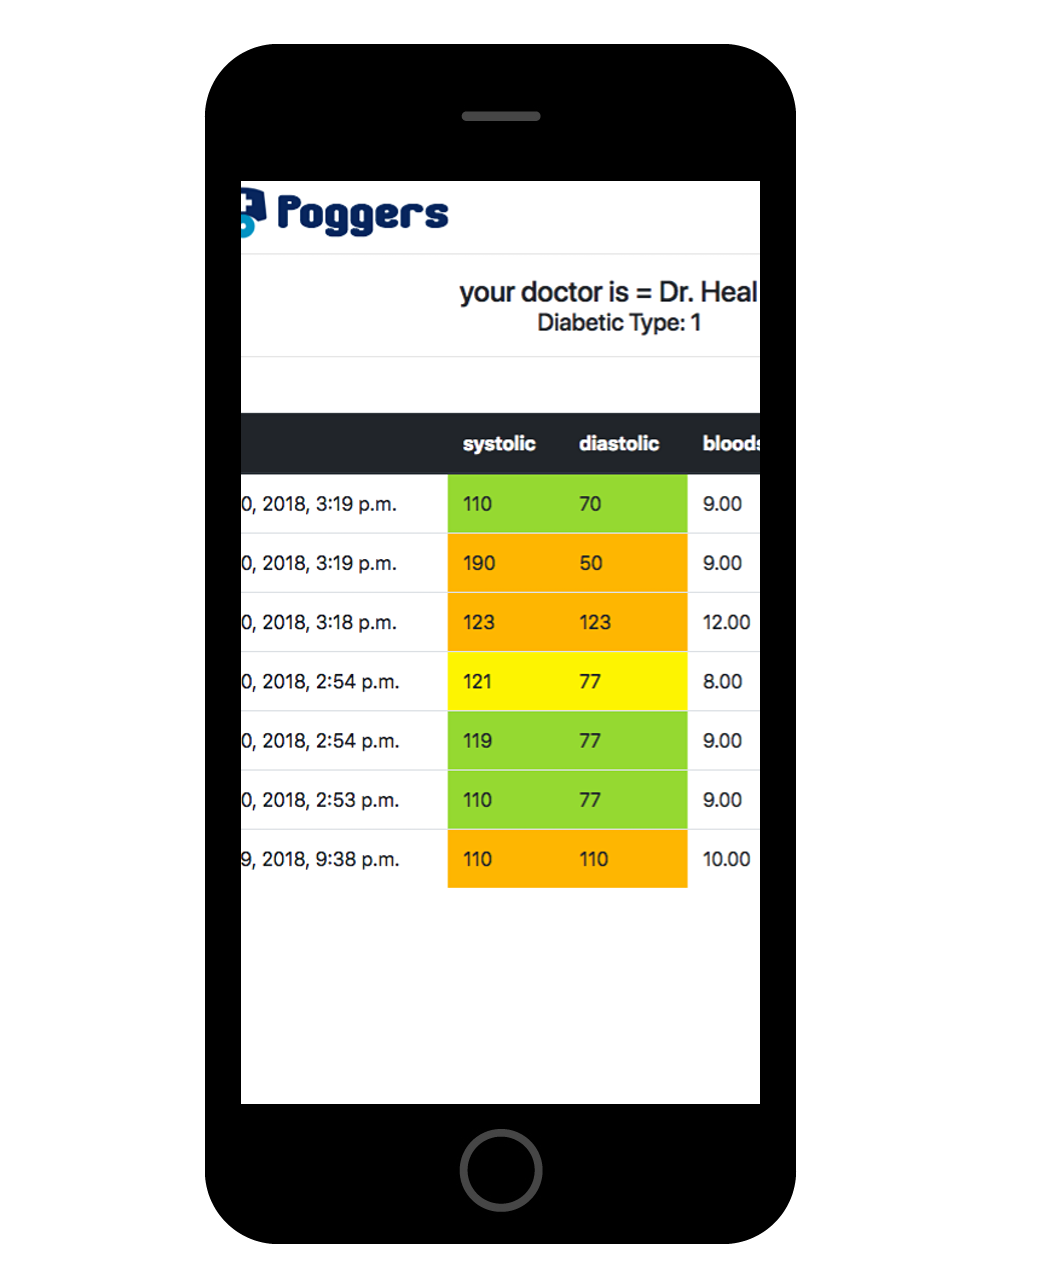 Poggers
your doctor is = Dr. Heal
Diabetic Type: 1
systolic diastolic bloods
0, 2018, 3:19 p.m. 110 70 9.00
0, 2018, 3:19 p.m. 190 50 9.00
0, 2018, 3:18 p.m. 123 123 12.00
0, 2018, 2:54 p.m. 121 77 8.00
0, 2018, 2:54 p.m. 119 77 9.00
0, 2018, 2:53 p.m. 110 77 9.00
9, 2018, 9:38 p.m. 110 110 10.00